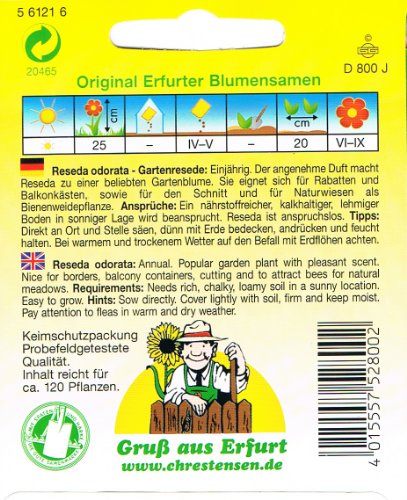 5 6121 6
20465
D 800 J
Original Erfurter Blumensamen
cm
cm
25
–
IV–V
–
20
VI–IX
Reseda odorata - Gartenresede: Einjährig. Der angenehme Duft macht
Reseda zu einer beliebten Gartenblume. Sie eignet sich für Rabatten und
Balkonkästen, sowie für den Schnitt und für Naturwiesen als
Bienenweidepflanze. Ansprüche: Ein nährstoffreicher, kalkhaltiger, lehmiger
Boden in sonniger Lage wird beansprucht. Reseda ist anspruchslos. Tipps:
Direkt an Ort und Stelle säen, dünn mit Erde bedecken, andrücken und feucht
halten. Bei warmem und trockenem Wetter auf den Befall mit Erdflöhen achten.
Reseda odorata: Annual. Popular garden plant with pleasant scent.
Nice for borders, balcony containers, cutting and to attract bees for natural
meadows. Requirements: Needs rich, chalky, loamy soil in a sunny location.
Easy to grow. Hints: Sow directly. Cover lightly with soil, firm and keep moist.
Pay attention to fleas in warm and dry weather.
Keimschutzpackung
Probefeldgetestete
Qualität.
Inhalt reicht für
ca. 120 Pflanzen.
Gruß aus Erfurt
www.chrestensen.de
4 015557 528002